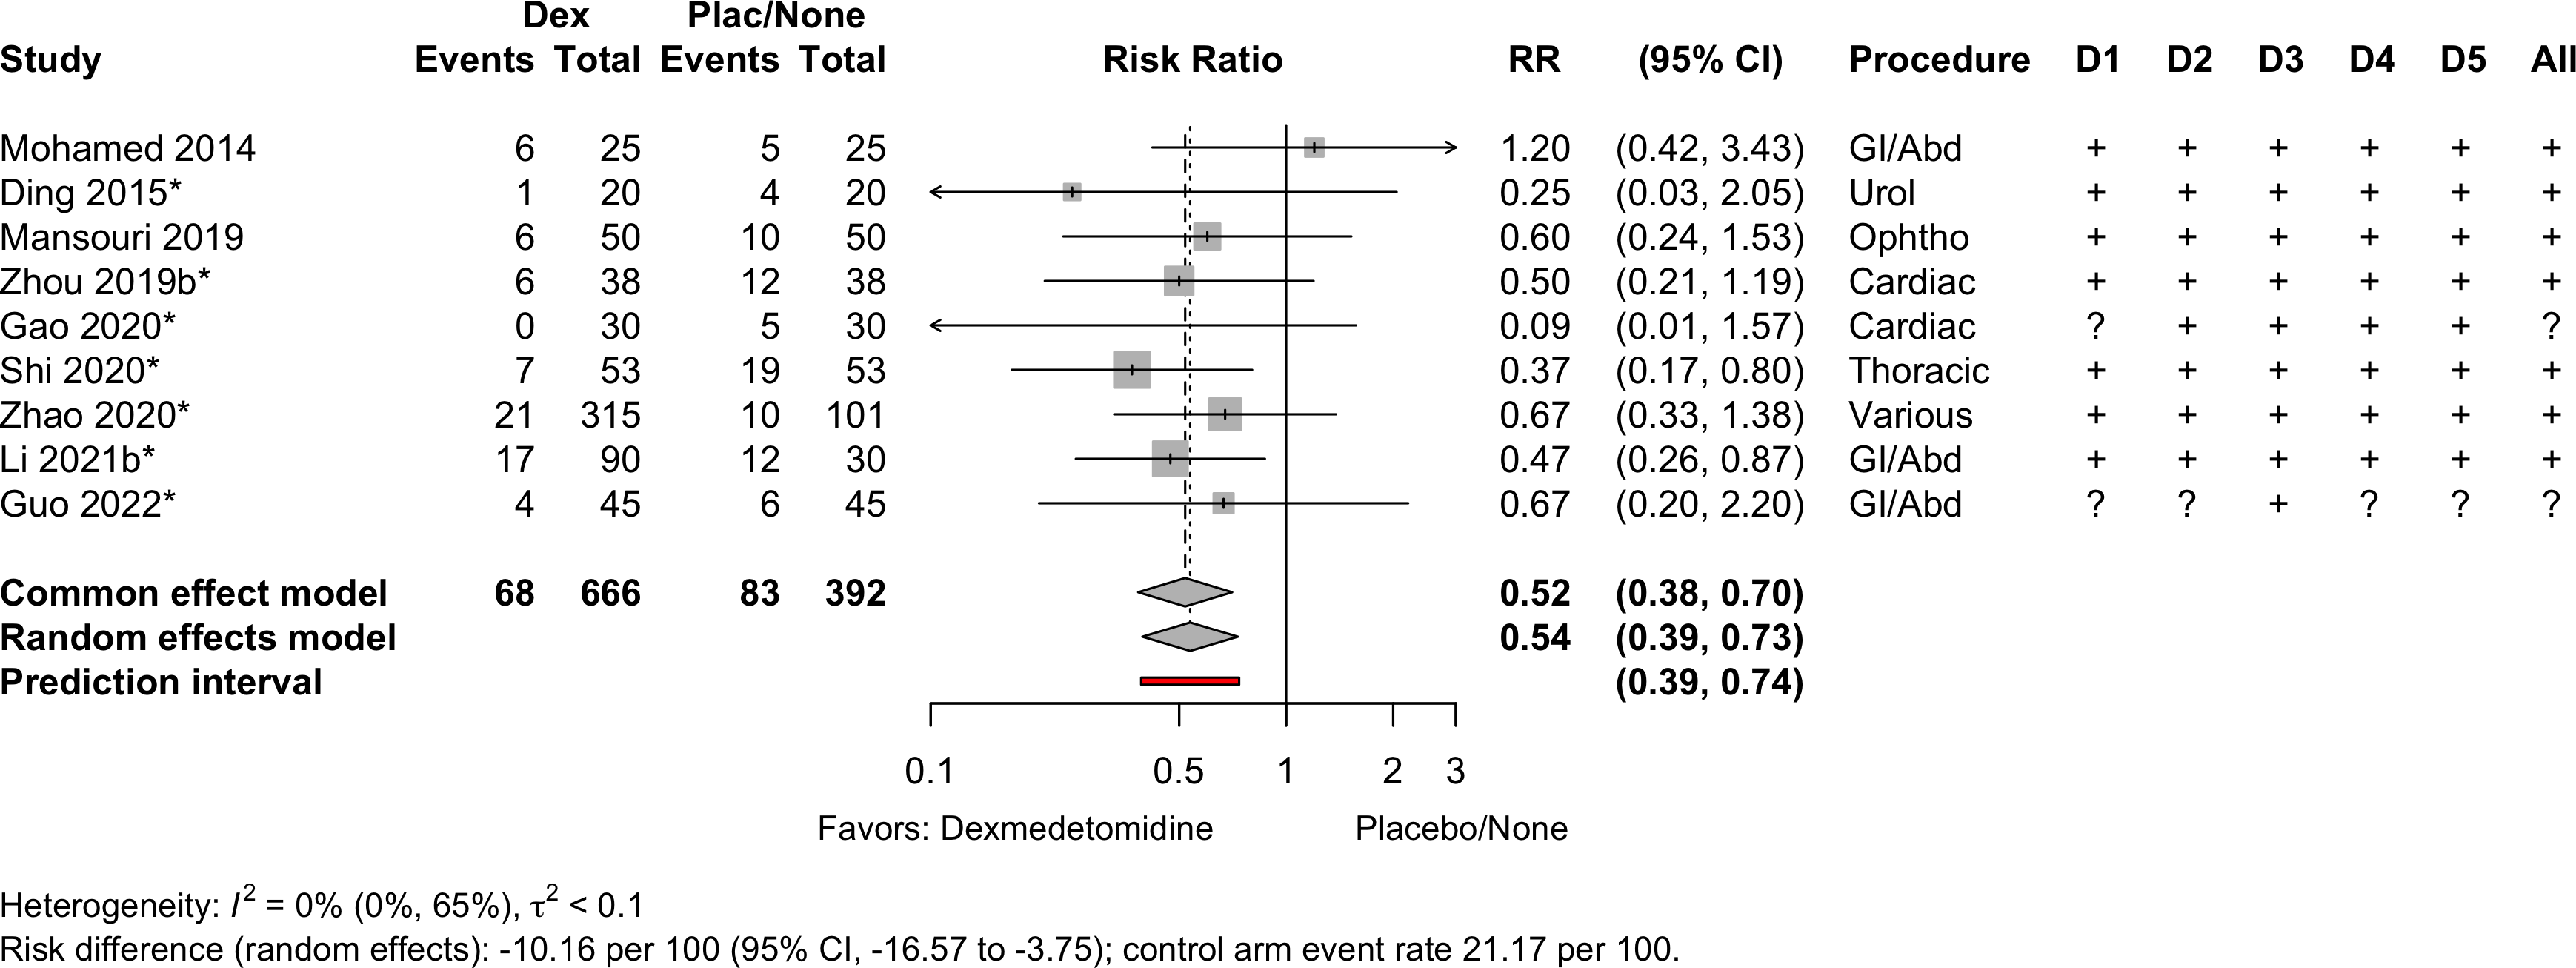 Dex Plac/None
Study Events Total Events Total Risk Ratio RR (95% CI) Procedure D1 D2 D3 D4 D5 All
Mohamed 2014 6 25 5 25 1.20 (0.42, 3.43) GI/Abd + + + + + +
Ding 2015* 1 20 4 20 0.25 (0.03, 2.05) Urol + + + + + +
Mansouri 2019 6 50 10 50 0.60 (0.24, 1.53) Ophtho + + + + + +
Zhou 2019b* 6 38 12 38 0.50 (0.21, 1.19) Cardiac + + + + + +
Gao 2020* 0 30 5 30 0.09 (0.01, 1.57) Cardiac ? + + + + ?
Shi 2020* 7 53 19 53 0.37 (0.17, 0.80) Thoracic + + + + + +
Zhao 2020* 21 315 10 101 0.67 (0.33, 1.38) Various + + + + + +
Li 2021b* 17 90 12 30 0.47 (0.26, 0.87) GI/Abd + + + + + +
Guo 2022* 4 45 6 45 0.67 (0.20, 2.20) GI/Abd ? ? + ? ? ?
Common effect model 68 666 83 392 0.52 (0.38, 0.70)
Random effects model 0.54 (0.39, 0.73)
Prediction interval (0.39, 0.74)
0.1 0.5 1 2 3
Favors: Dexmedetomidine Placebo/None
Heterogeneity: I² = 0% (0%, 65%), τ² < 0.1
Risk difference (random effects): -10.16 per 100 (95% CI, -16.57 to -3.75); control arm event rate 21.17 per 100.